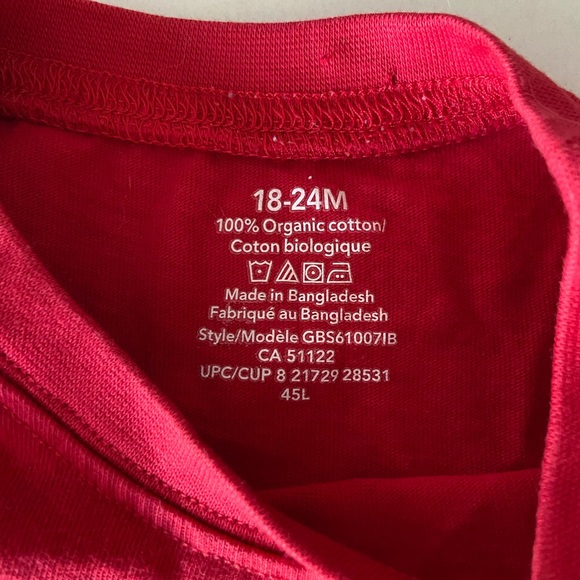 18-24M
100% Organic cotton/
Coton biologique
Made in Bangladesh
Fabriqué au Bangladesh
Style/Modèle GBS61007IB
CA 51122
UPC/CUP 8 21729 28531
45L